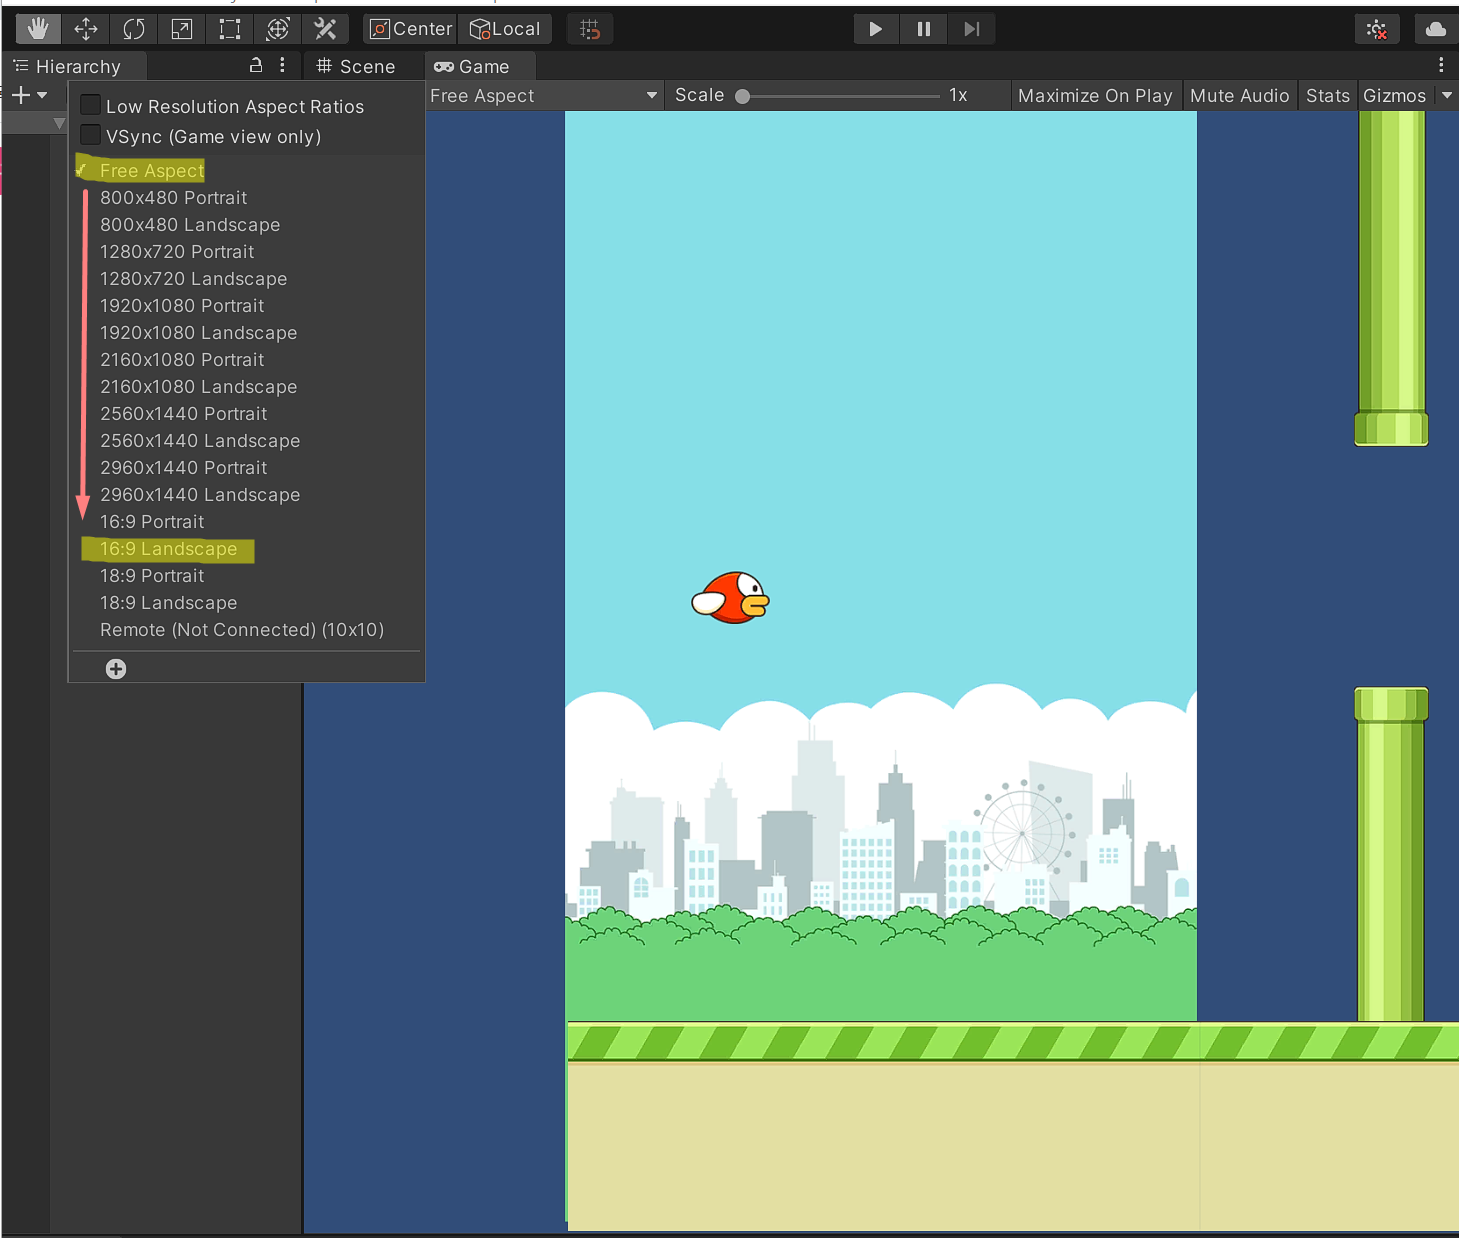 Center Local
Hierarchy Scene Game
Free Aspect Scale 1x Maximize On Play Mute Audio Stats Gizmos
Low Resolution Aspect Ratios
VSync (Game view only)
Free Aspect
800x480 Portrait
800x480 Landscape
1280x720 Portrait
1280x720 Landscape
1920x1080 Portrait
1920x1080 Landscape
2160x1080 Portrait
2160x1080 Landscape
2560x1440 Portrait
2560x1440 Landscape
2960x1440 Portrait
2960x1440 Landscape
16:9 Portrait
16:9 Landscape
18:9 Portrait
18:9 Landscape
Remote (Not Connected) (10x10)